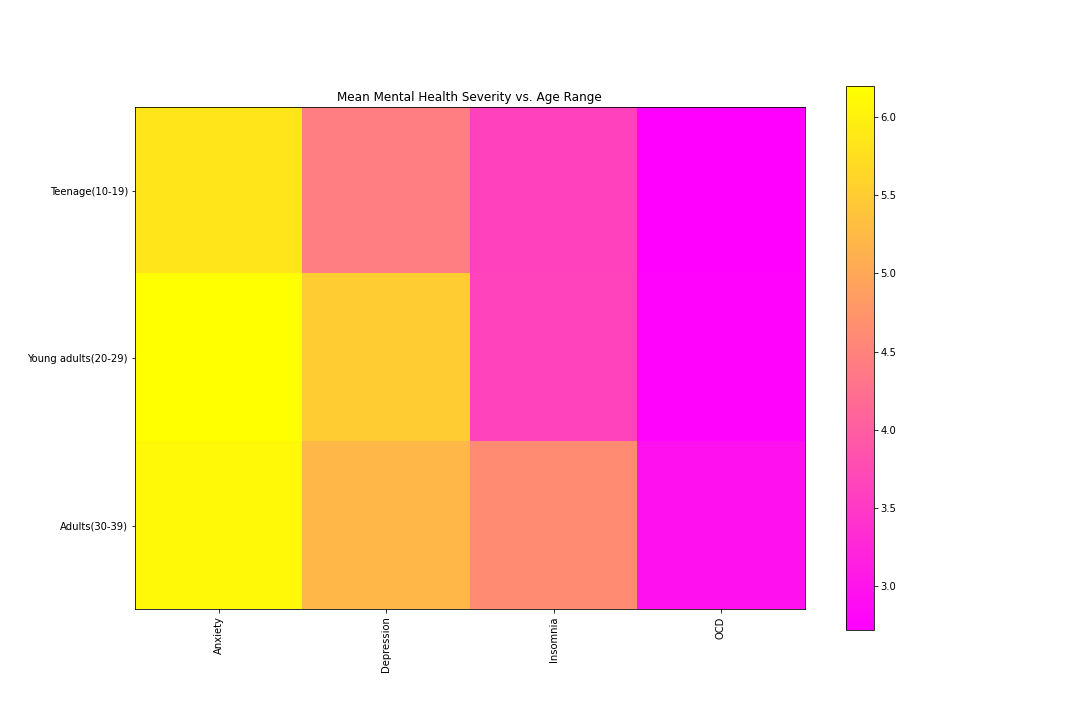 Mean Mental Health Severity vs. Age Range
Teenage(10-19)
Young adults(20-29)
Adults(30-39)
Anxiety
Depression
Insomnia
OCD
6.0
5.5
5.0
4.5
4.0
3.5
3.0